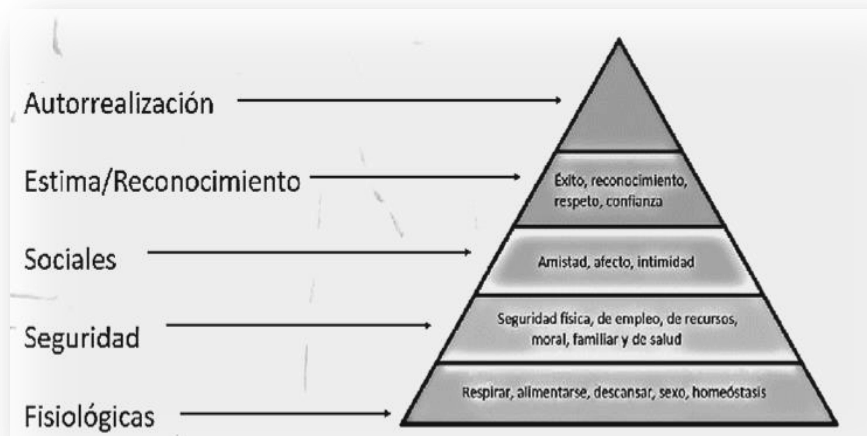 Autorrealización
Estima/Reconocimiento
Éxito, reconocimiento,
respeto, confianza
Sociales
Amistad, afecto, intimidad
Seguridad
Seguridad física, de empleo, de recursos,
moral, familiar y de salud
Fisiológicas
Respirar, alimentarse, descansar, sexo, homeóstasis